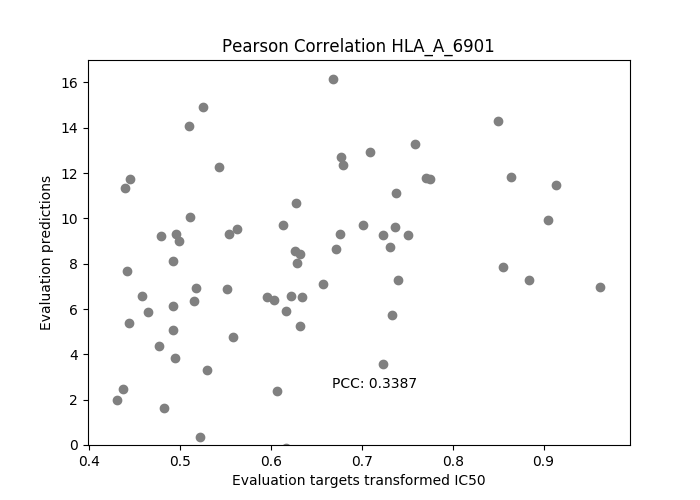 Pearson Correlation HLA_A_6901
Evaluation predictions
16
14
12
10
8
6
4
2
0
PCC: 0.3387
0.4 0.5 0.6 0.7 0.8 0.9
Evaluation targets transformed IC50